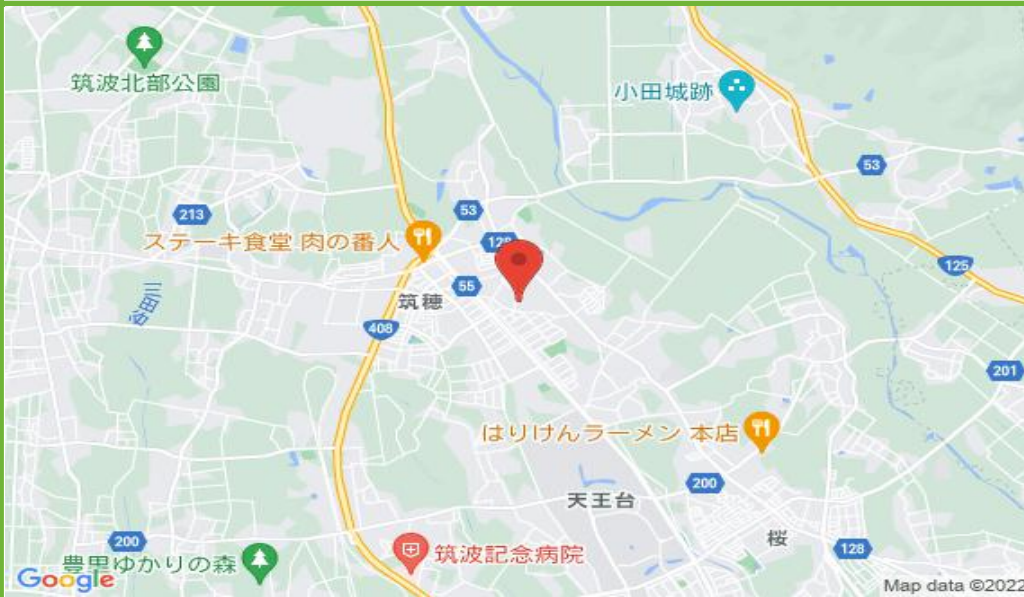 筑波北部公園
小田城跡
53
213
53
ステーキ食堂 肉の番人
128
125
55
筑穂
三田幼
408
201
はりけんラーメン 本店
200
天王台
桜
200
128
筑波記念病院
豊里ゆかりの森
Google
Map data ©2022